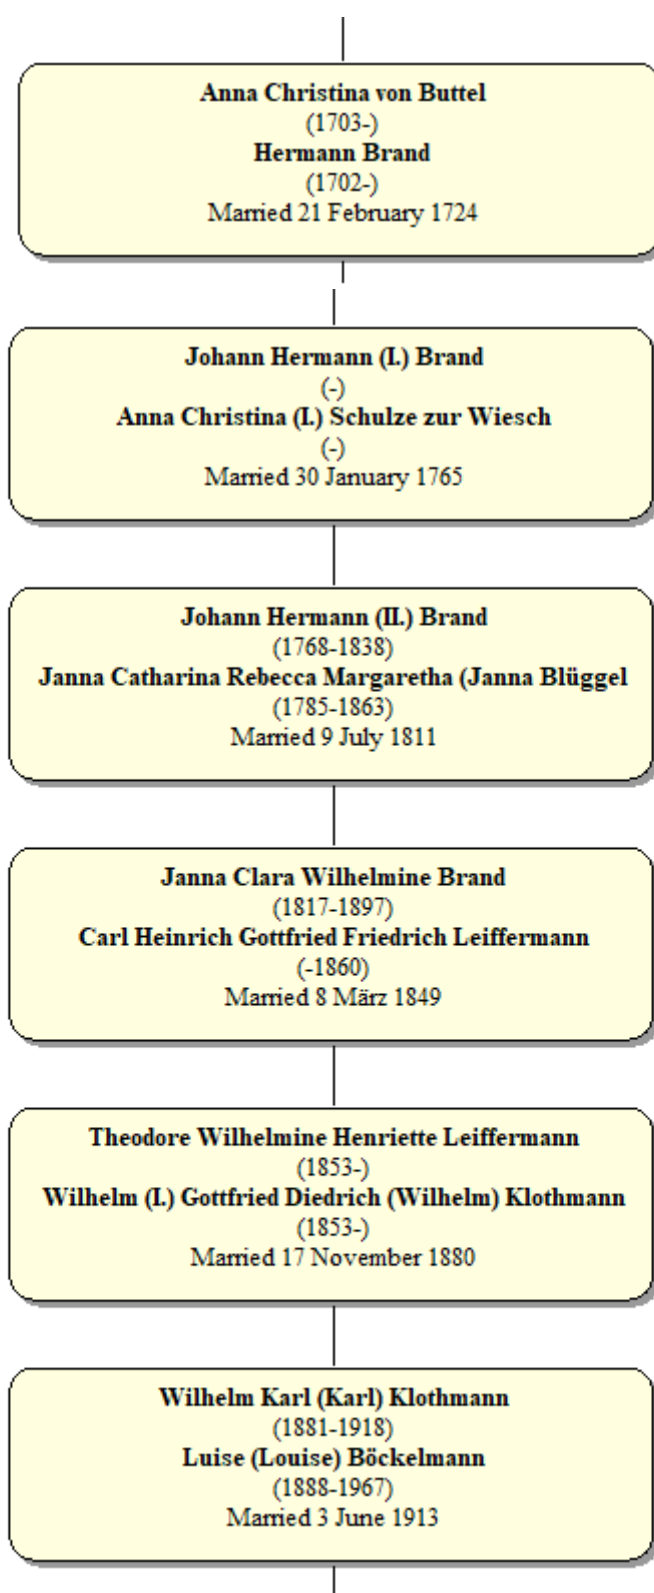 Anna Christina von Buttel
(1703-)
Hermann Brand
(1702-)
Married 21 February 1724
Johann Hermann (I.) Brand
(-)
Anna Christina (I.) Schulze zur Wiesch
(-)
Married 30 January 1765
Johann Hermann (II.) Brand
(1768-1838)
Janna Catharina Rebecca Margaretha (Janna Blüggel
(1785-1863)
Married 9 July 1811
Janna Clara Wilhelmine Brand
(1817-1897)
Carl Heinrich Gottfried Friedrich Leiffermann
(-1860)
Married 8 März 1849
Theodore Wilhelmine Henriette Leiffermann
(1853-)
Wilhelm (I.) Gottfried Diedrich (Wilhelm) Klothmann
(1853-)
Married 17 November 1880
Wilhelm Karl (Karl) Klothmann
(1881-1918)
Luise (Louise) Böckelmann
(1888-1967)
Married 3 June 1913